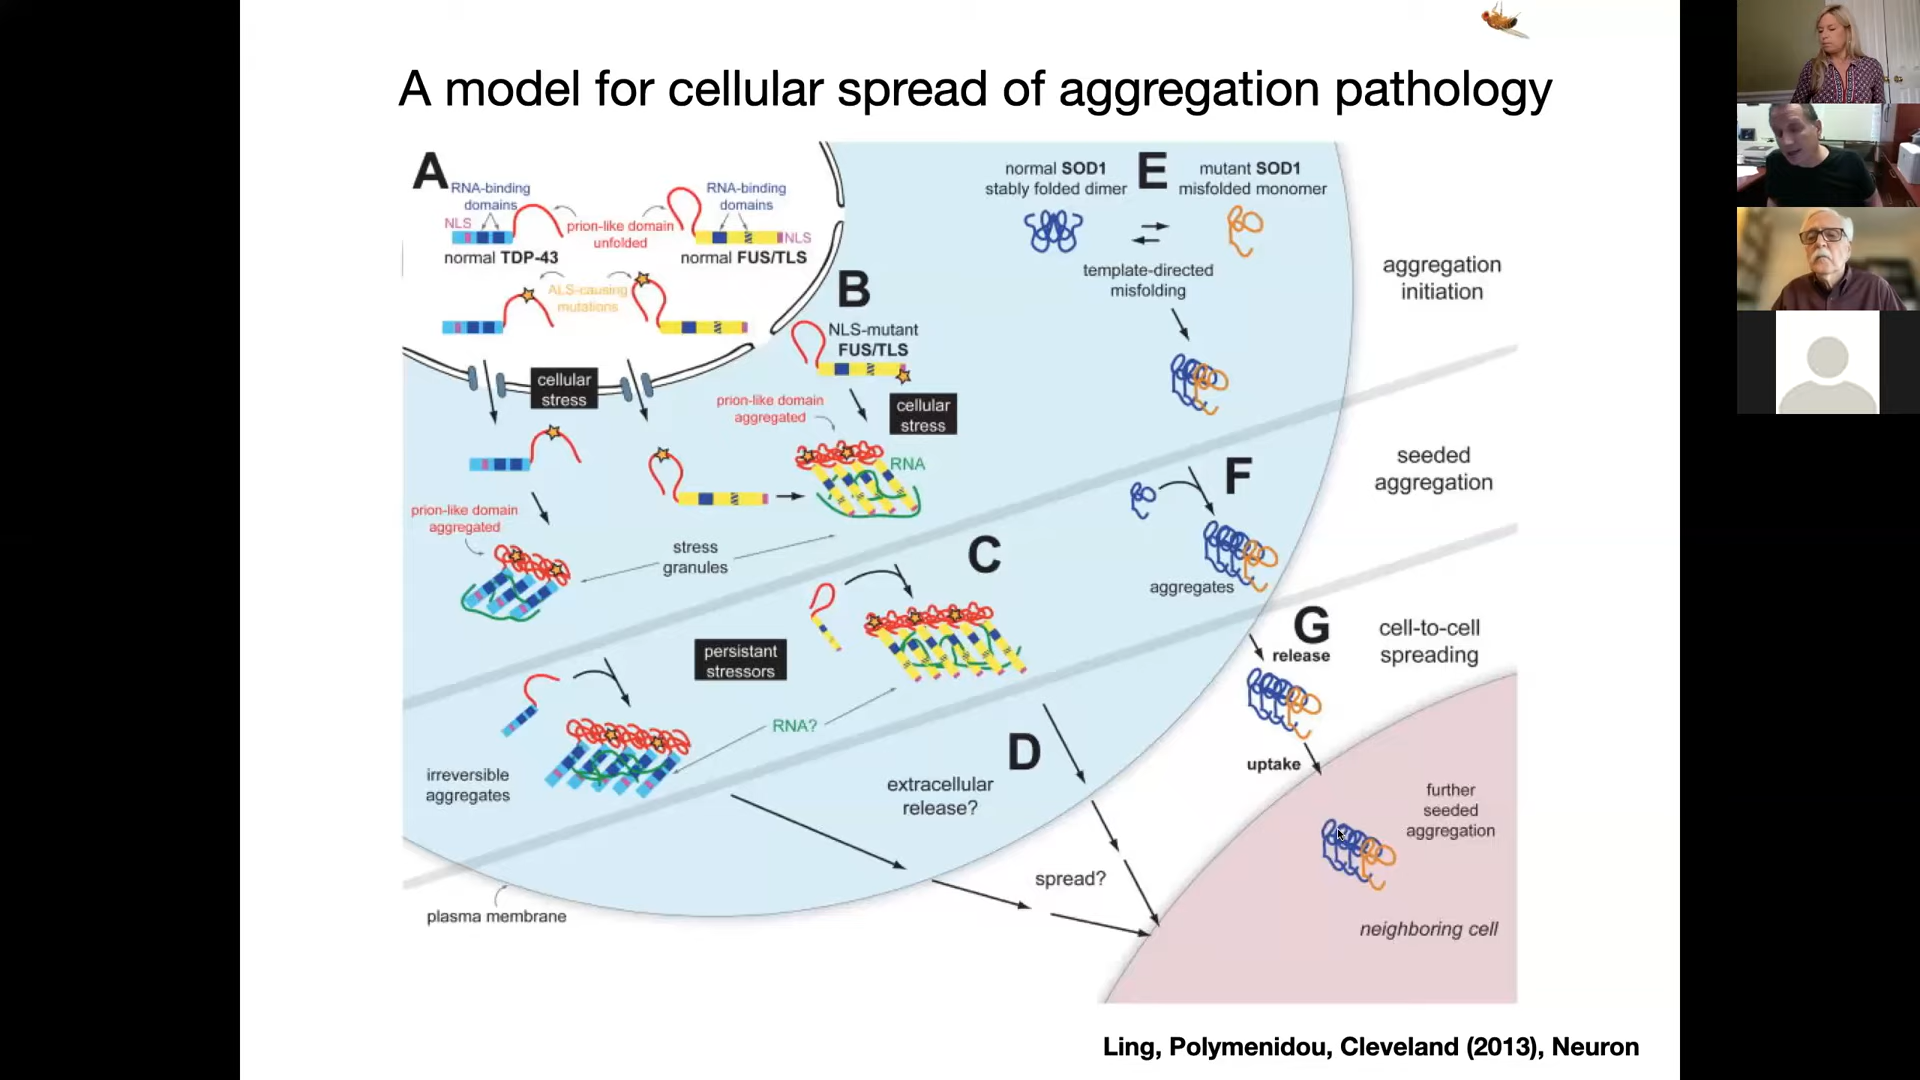 A model for cellular spread of aggregation pathology
A
RNA-binding
domains
NLS
prion-like domain
unfolded
RNA-binding
domains
NLS
normal TDP-43
normal FUS/TLS
ALS-causing
mutations
cellular
stress
B
NLS-mutant
FUS/TLS
prion-like domain
aggregated
cellular
stress
RNA
prion-like domain
aggregated
stress
granules
C
persistant
stressors
RNA?
irreversible
aggregates
D
extracellular
release?
spread?
plasma membrane
normal SOD1
stably folded dimer
E
mutant SOD1
misfolded monomer
template-directed
misfolding
aggregation
initiation
F
aggregates
seeded
aggregation
G
release
cell-to-cell
spreading
uptake
further
seeded
aggregation
neighboring cell
Ling, Polymenidou, Cleveland (2013), Neuron